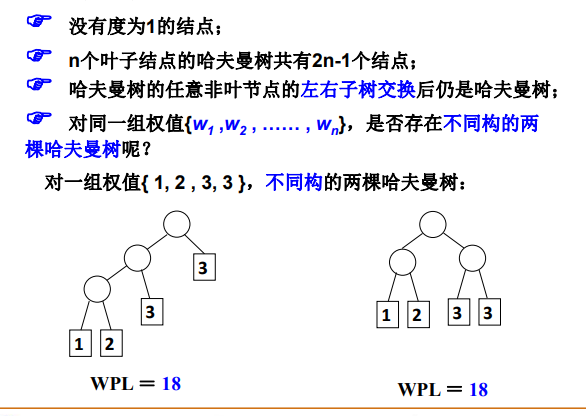 没有度为1的结点；
n个叶子结点的哈夫曼树共有2n-1个结点；
哈夫曼树的任意非叶节点的左右子树交换后仍是哈夫曼树；
对同一组权值{w1 ,w2 , …… , wn}，是否存在不同构的两
棵哈夫曼树呢？
对一组权值{ 1, 2 , 3, 3 }，不同构的两棵哈夫曼树：
3
3
1 2
1 2 3 3
WPL＝18
WPL＝18